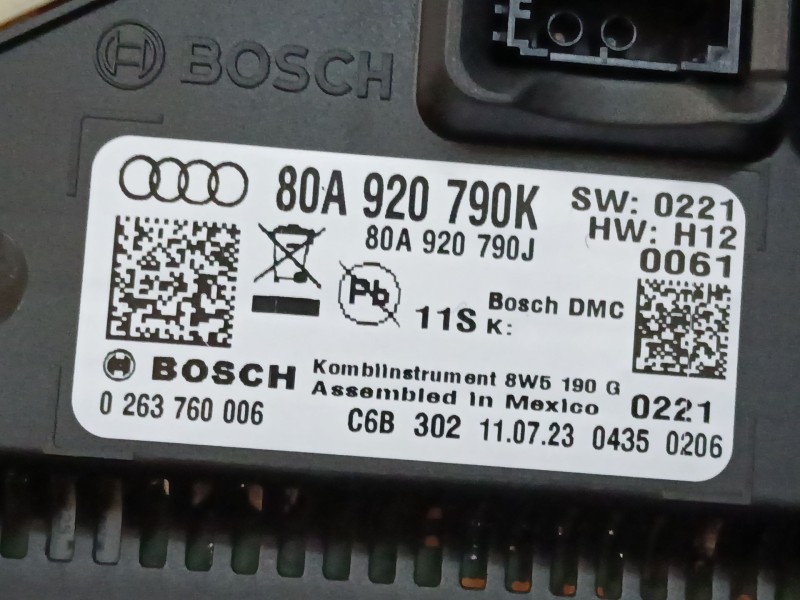 BOSCH
80A 920 790K
80A 920 790J
SW: 0221
HW: H12
0061
Pb
11S
Bosch DMC
K:
BOSCH
0 263 760 006
Kombiinstrument 8W5 190 G
Assembled in Mexico
0221
C6B 302 11.07.23 0435 0206